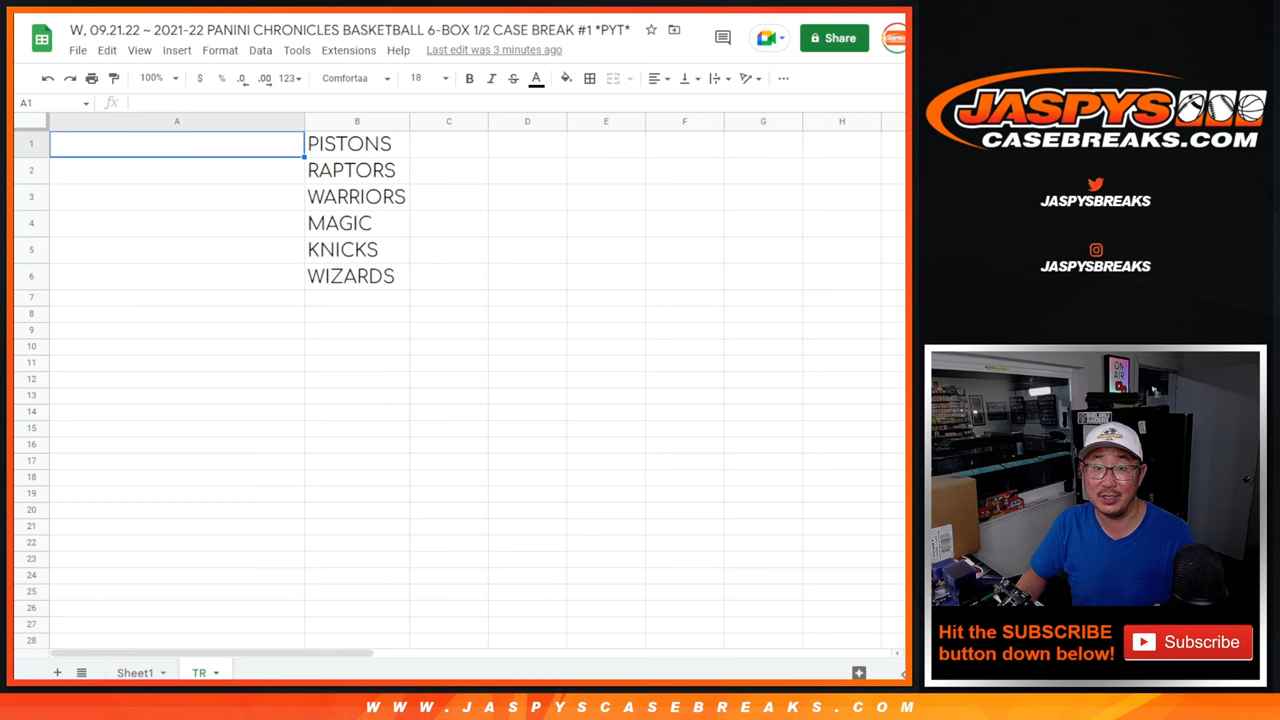 W, 09.21.22 ~ 2021-22 PANINI CHRONICLES BASKETBALL 6-BOX 1/2 CASE BREAK #1 *PYT*
File Edit View Insert Format Data Tools Extensions Help Last edit was 3 minutes ago
Share
100% $ % .0 .00 123 Comfortaa 18 B I S A
A1 fx
A B C D E F G H
1 PISTONS
2 RAPTORS
3 WARRIORS
4 MAGIC
5 KNICKS
6 WIZARDS
7
8
9
10
11
12
13
14
15
16
17
18
19
20
21
22
23
24
25
26
27
28
Sheet1 TR
JASPYS
CASEBREAKS.COM
JASPYSBREAKS
JASPYSBREAKS
ON
AIR
Hit the SUBSCRIBE
button down below!
Subscribe
WWW.JASPYSCASEBREAKS.COM